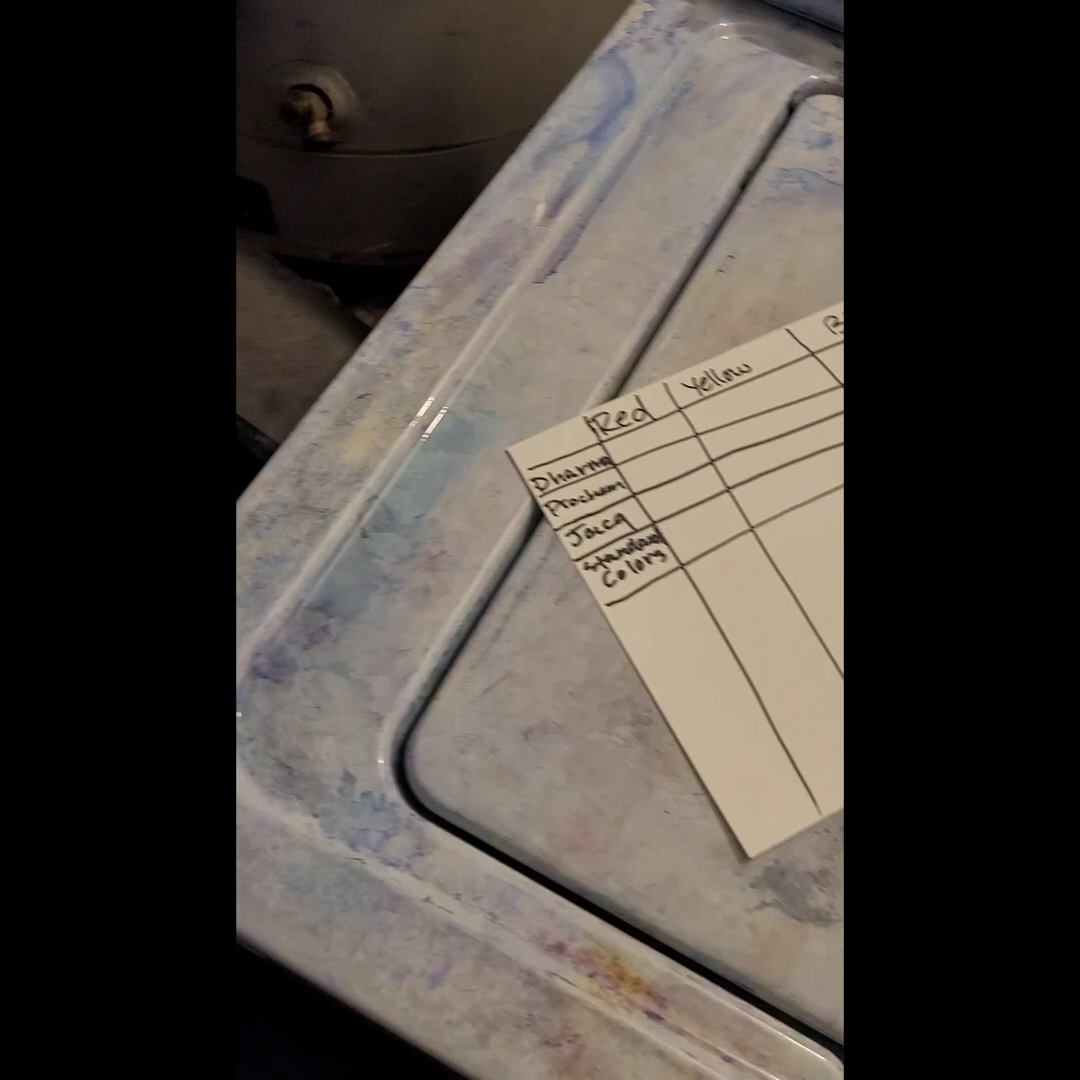 Red Yellow B
Dharma
Prochem
Jacq
Standard
Colors